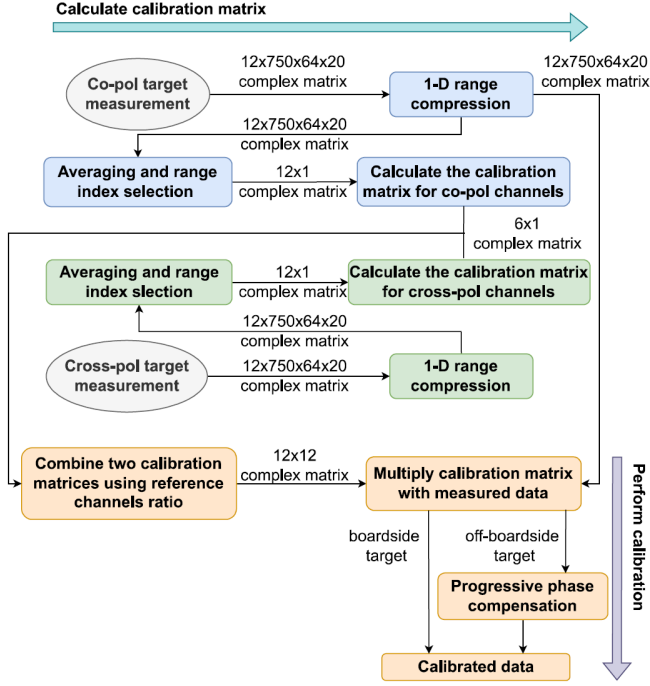 Calculate calibration matrix
Co-pol target
measurement
12x750x64x20
complex matrix
1-D range
compression
12x750x64x20
complex matrix
12x750x64x20
complex matrix
Averaging and range
index selection
12x1
complex matrix
Calculate the calibration
matrix for co-pol channels
6x1
complex matrix
Averaging and range
index slection
12x1
complex matrix
Calculate the calibration matrix
for cross-pol channels
12x750x64x20
complex matrix
Cross-pol target
measurement
12x750x64x20
complex matrix
1-D range
compression
Combine two calibration
matrices using reference
channels ratio
12x12
complex matrix
Multiply calibration matrix
with measured data
Perform calibration
boardside
target
off-boardside
target
Progressive phase
compensation
Calibrated data